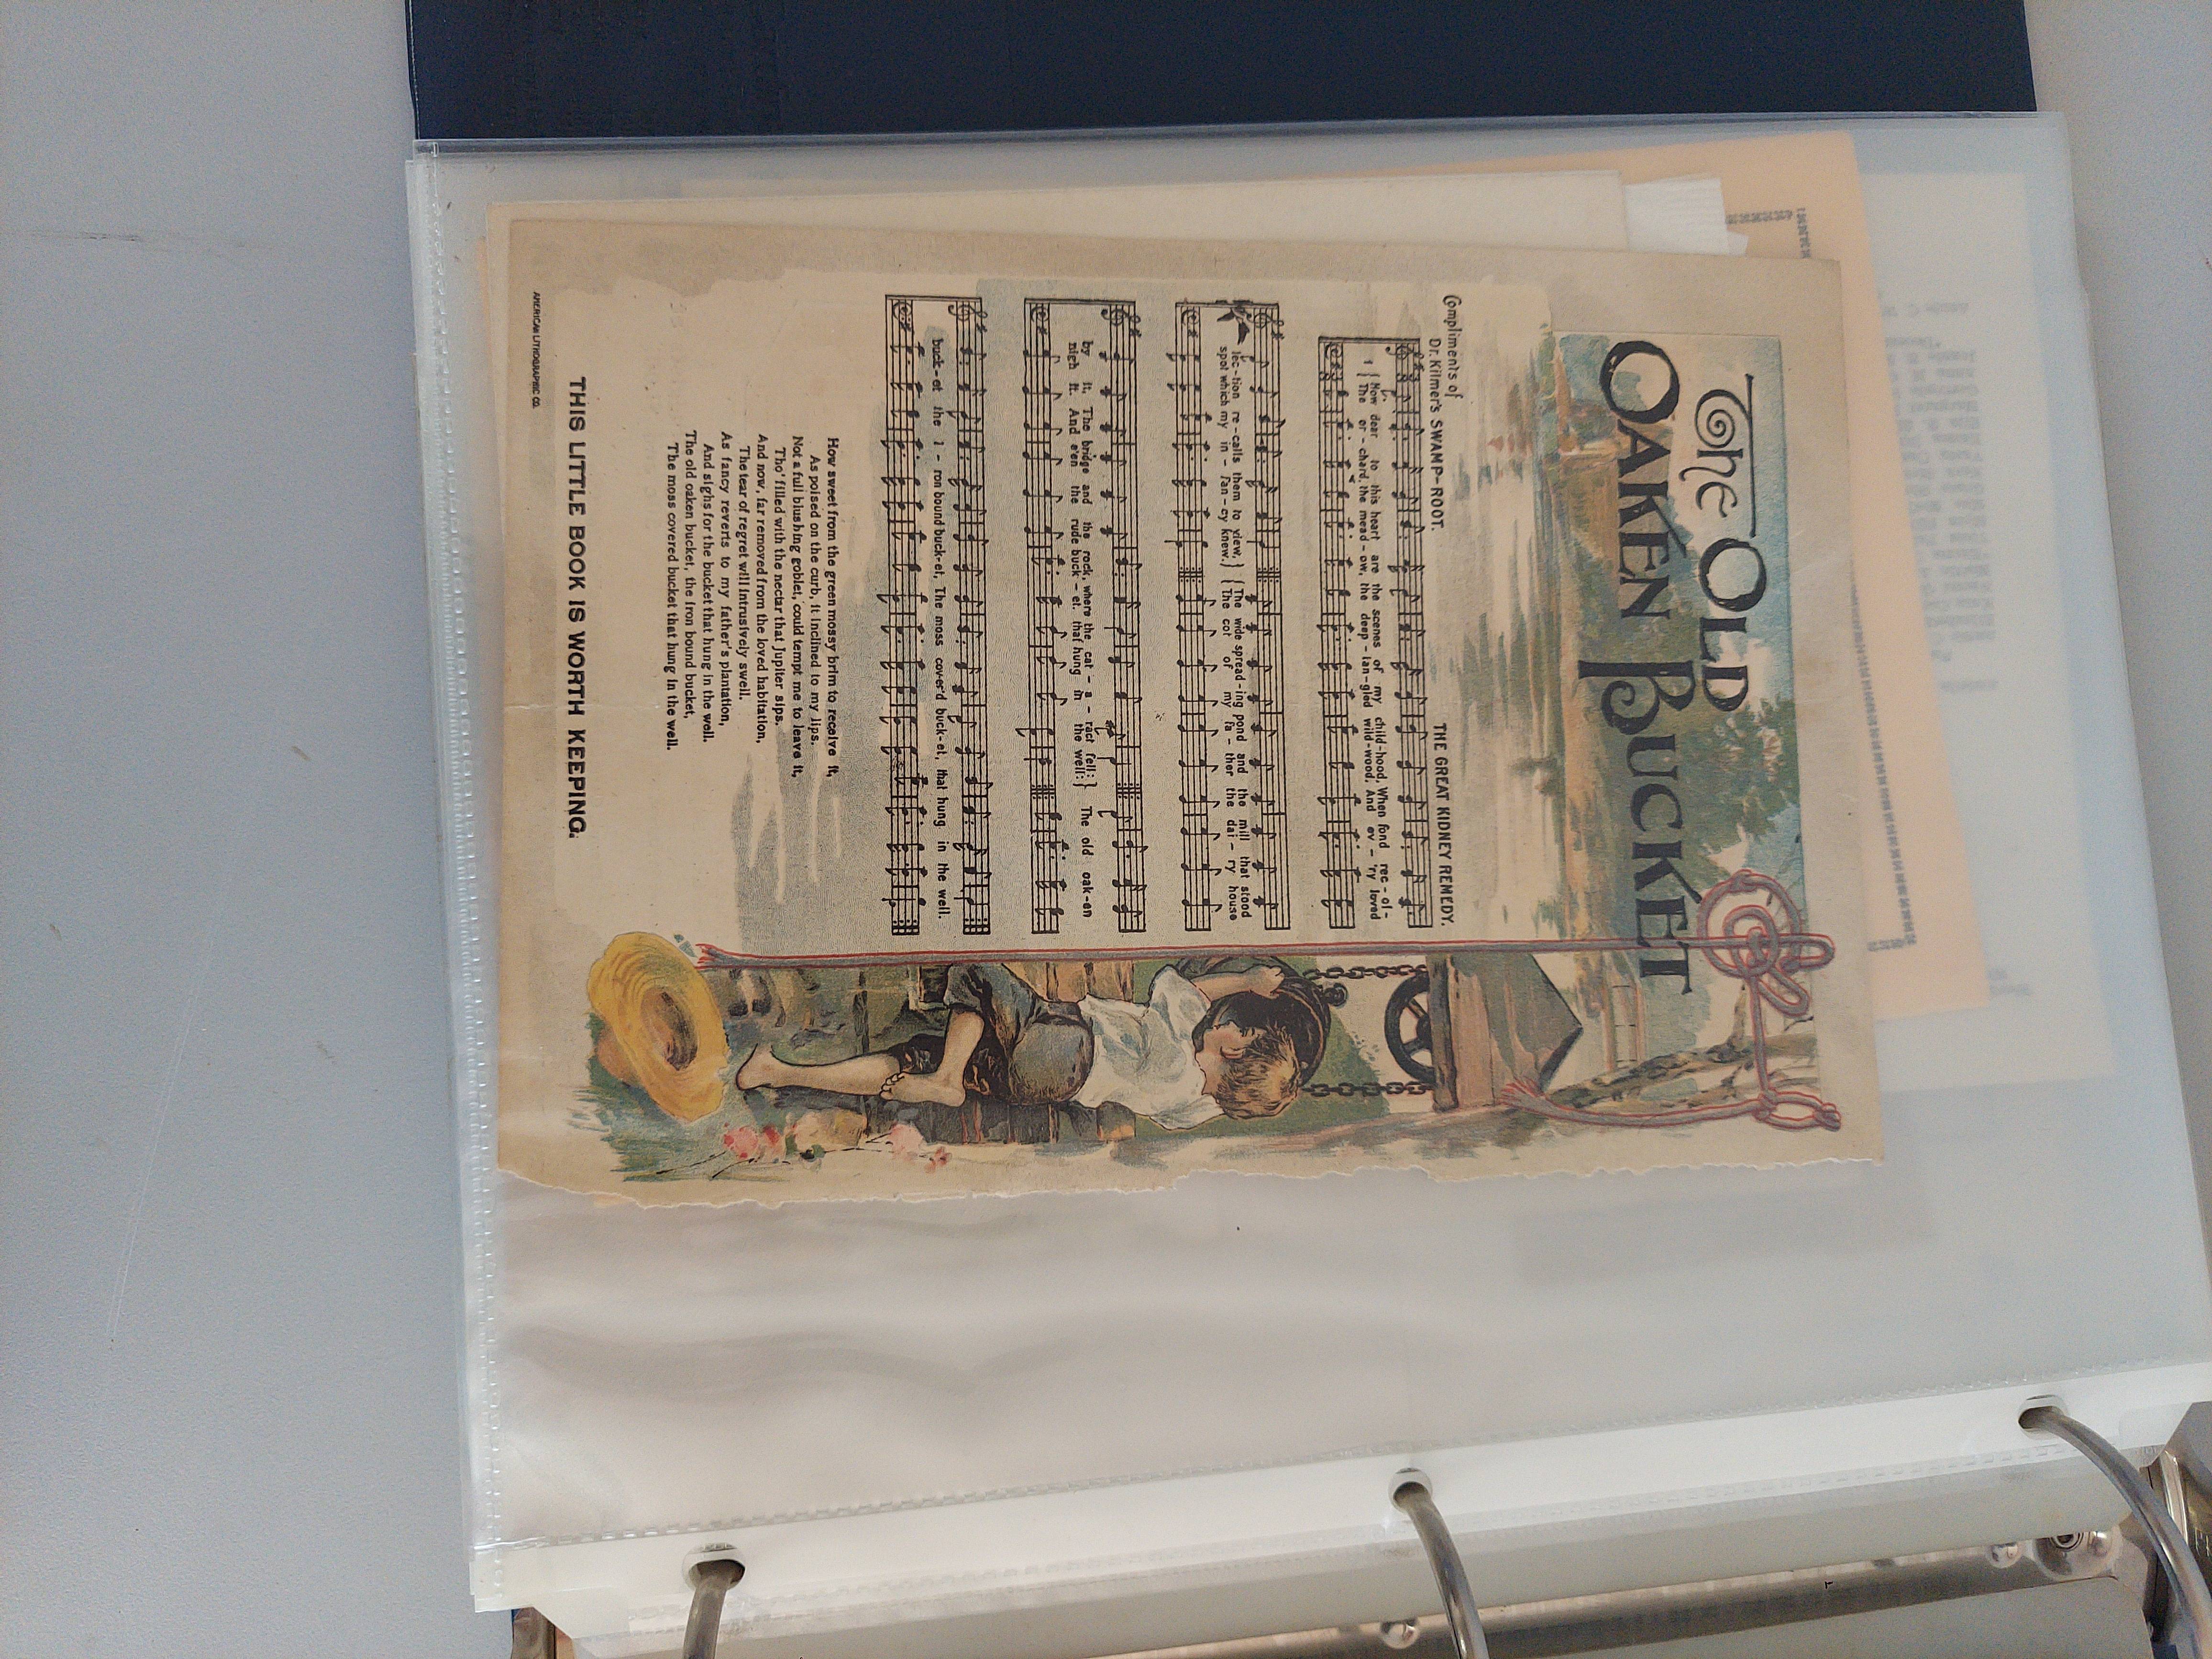 The Old
Oaken Bucket
Compliments of
Dr. Kilmer's SWAMP-ROOT.
THE GREAT KIDNEY REMEDY.
1 { How dear to this heart are the scenes of my child-hood, When fond rec-ol-
{ The or-chard, the mead-ow, the deep-tan-gled wild-wood, And ev-'ry loved
lec-tion re-calls them to view, } { The wide spread-ing pond and the mill that stood
spot which my in-fan-cy knew. } { The cot of my fa-ther the dai-ry house
by it, The bridge and the rock, where the cat-a-ract fell; } The old oak-en
nigh it, And e'en the rude buck-et, that hung in the well; }
buck-et the i-ron bound buck-et, The moss cover'd buck-et, that hung in the well.
How sweet from the green mossy brim to receive it,
As poised on the curb, it inclined to my lips.
Not a full blushing goblet, could tempt me to leave it,
Tho' filled with the nectar that Jupiter sips.
And now, far removed from the loved habitation,
The tear of regret will intrusively swell.
As fancy reverts to my father's plantation,
And sighs for the bucket that hung in the well.
The old oaken bucket, the iron bound bucket,
The moss covered bucket that hung in the well.
THIS LITTLE BOOK IS WORTH KEEPING.
AMERICAN LITHOGRAPHIC CO.